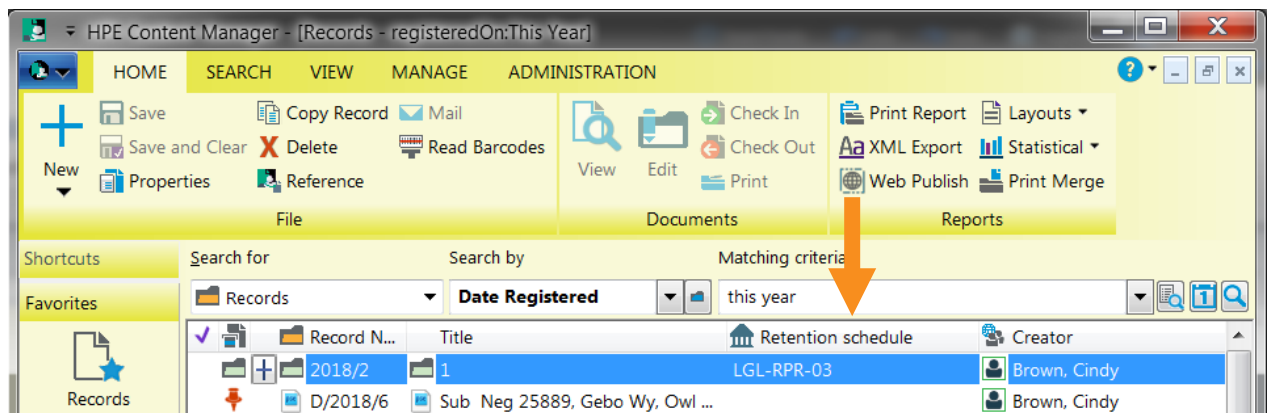 HPE Content Manager - [Records - registeredOn:This Year]
HOME SEARCH VIEW MANAGE ADMINISTRATION
Save Copy Record Mail Check In Print Report Layouts
Save and Clear Delete Read Barcodes Check Out Aa XML Export Statistical
New Properties Reference View Edit Print Web Publish Print Merge
File Documents Reports
Shortcuts Search for Search by Matching criteria
Favorites Records Date Registered this year 1
Record N... Title Retention schedule Creator
2018/2 1 LGL-RPR-03 Brown, Cindy
Records D/2018/6 Sub Neg 25889, Gebo Wy, Owl ... Brown, Cindy